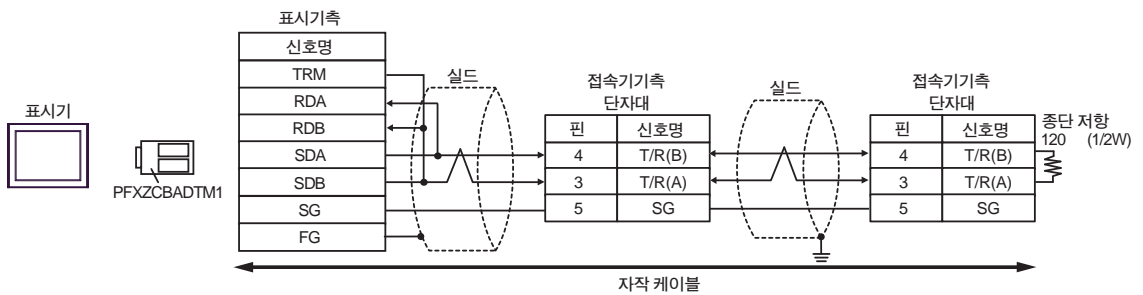 표시기
PFXZCBADTM1
표시기측
신호명
TRM
RDA
RDB
SDA
SDB
SG
FG
실드
접속기기측
단자대
핀 신호명
4 T/R(B)
3 T/R(A)
5 SG
실드
접속기기측
단자대
핀 신호명
4 T/R(B)
3 T/R(A)
5 SG
종단 저항
120 (1/2W)
자작 케이블